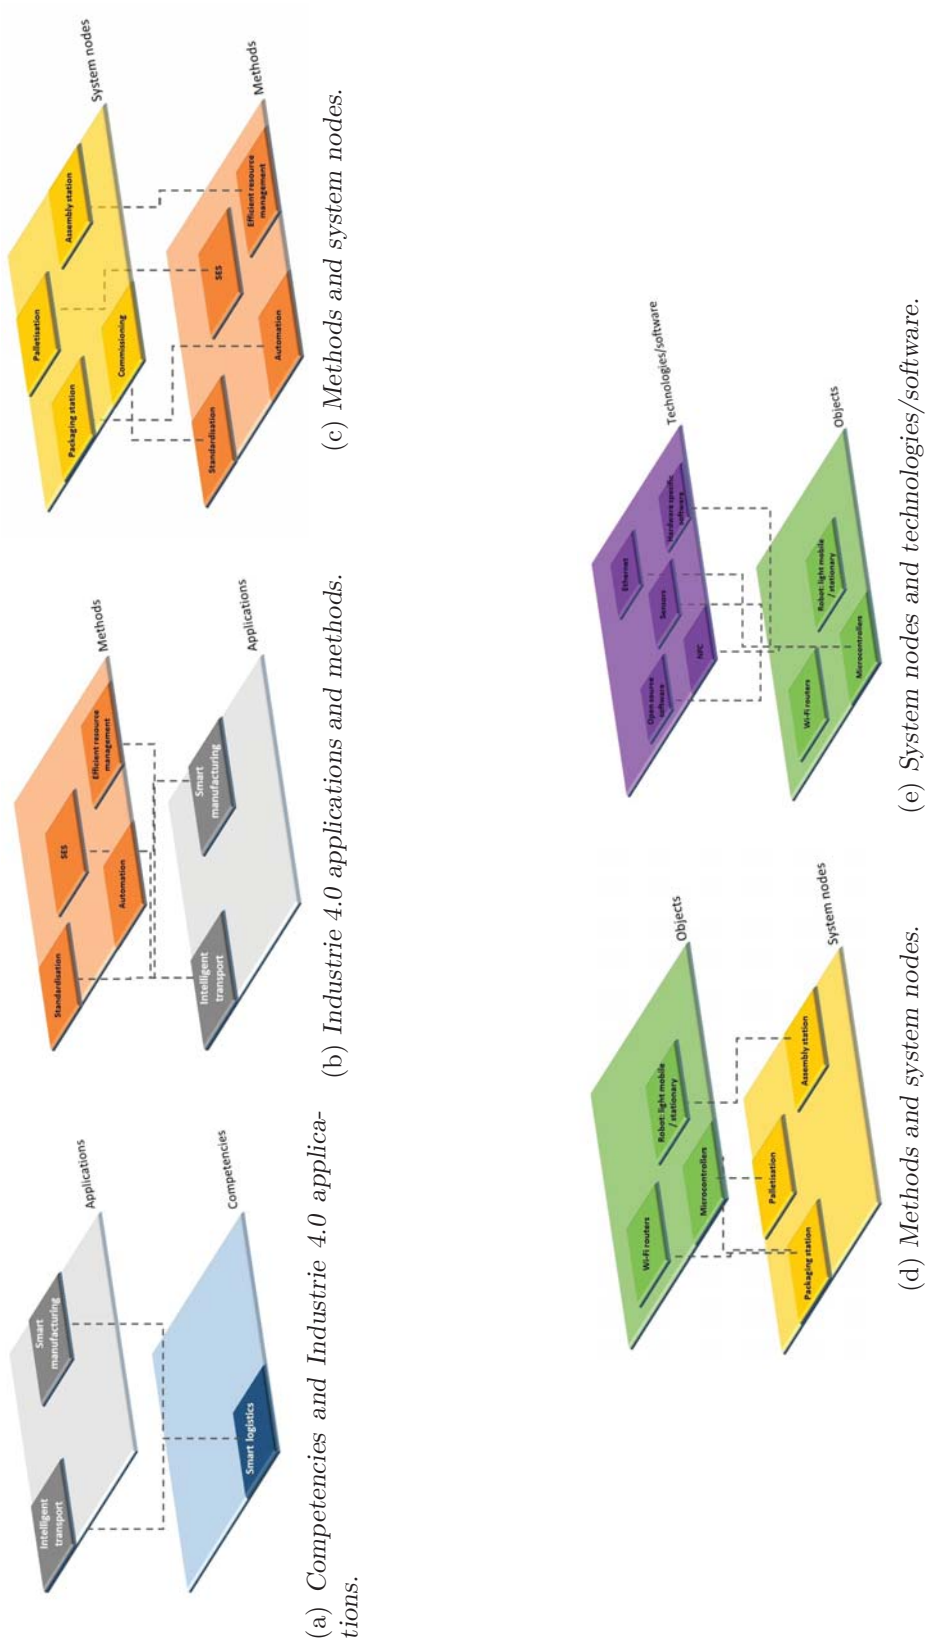 Applications
Intelligent
transport
Smart
manufacturing
Competencies
Smart logistics
(a) Competencies and Industrie 4.0 applica-
tions.
Methods
Standardisation
SES
Automation
Efficient resource
management
Applications
Intelligent
transport
Smart
manufacturing
(b) Industrie 4.0 applications and methods.
System nodes
Packaging station
Palletisation
Commissioning
Assembly station
Methods
Standardisation
SES
Automation
Efficient resource
management
(c) Methods and system nodes.
Objects
Wi-Fi routers
Microcontrollers
Robot: light mobile
/ stationary
System nodes
Packaging station
Palletisation
Assembly station
(d) Methods and system nodes.
Technologies/software
Open source
software
Ethernet
Sensors
NFC
Hardware specific
software
Objects
Wi-Fi routers
Microcontrollers
Robot: light mobile
/ stationary
(e) System nodes and technologies/software.